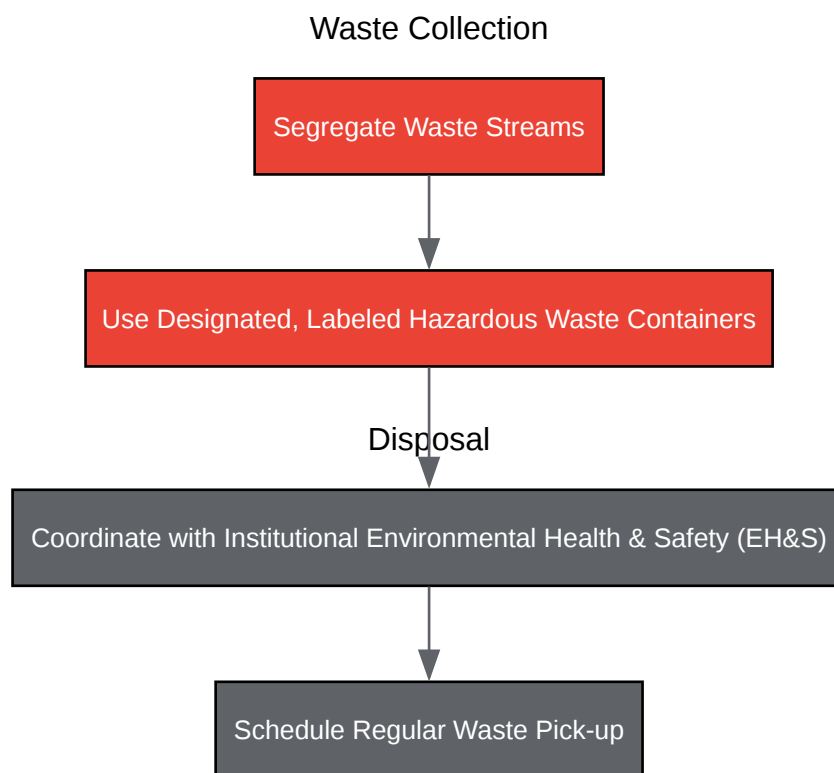 Waste Collection
Segregate Waste Streams
Use Designated, Labeled Hazardous Waste Containers
Disposal
Coordinate with Institutional Environmental Health & Safety (EH&S)
Schedule Regular Waste Pick-up